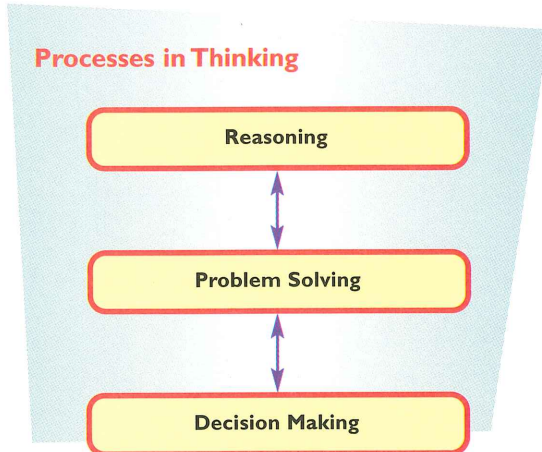 Processes in Thinking
Reasoning
Problem Solving
Decision Making